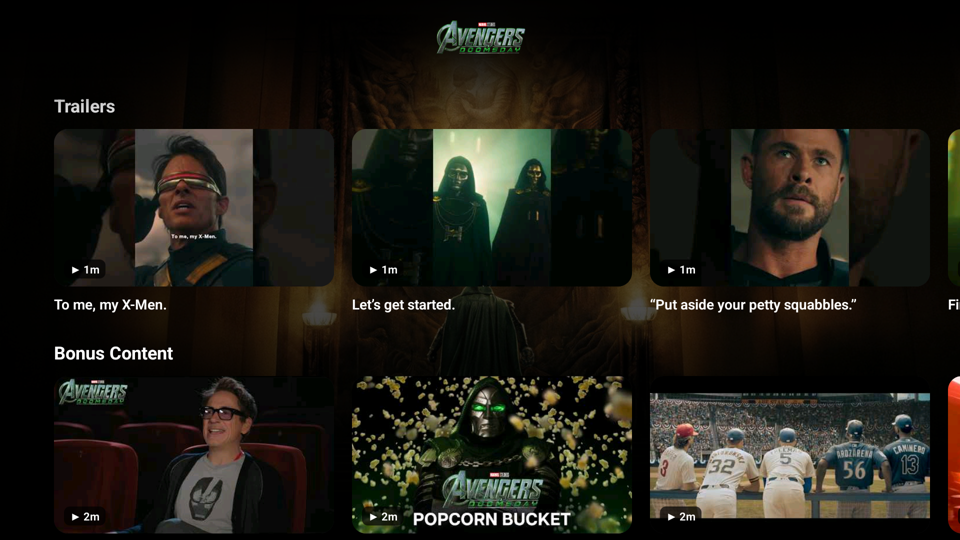 AVENGERS
DOOMSDAY
Trailers
To me, my X-Men.
1m
1m
1m
To me, my X-Men.
Let's get started.
“Put aside your petty squabbles.”
Fi
Bonus Content
AVENGERS
DOOMSDAY
2m
AVENGERS
DOOMSDAY
2m
POPCORN BUCKET
3
32
5
56
CAMINERO
13
2m